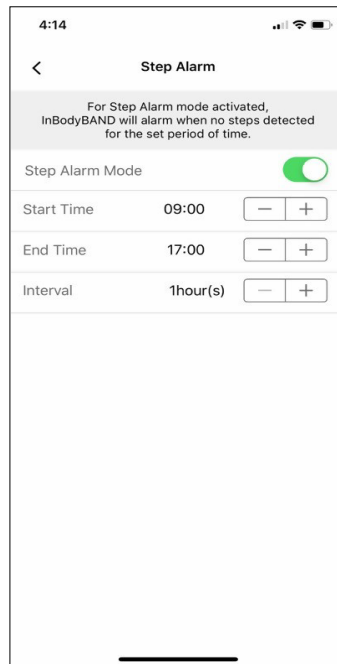 4:14
Step Alarm
For Step Alarm mode activated,
InBodyBAND will alarm when no steps detected
for the set period of time.
Step Alarm Mode
Start Time 09:00 — +
End Time 17:00 — +
Interval 1hour(s) — +